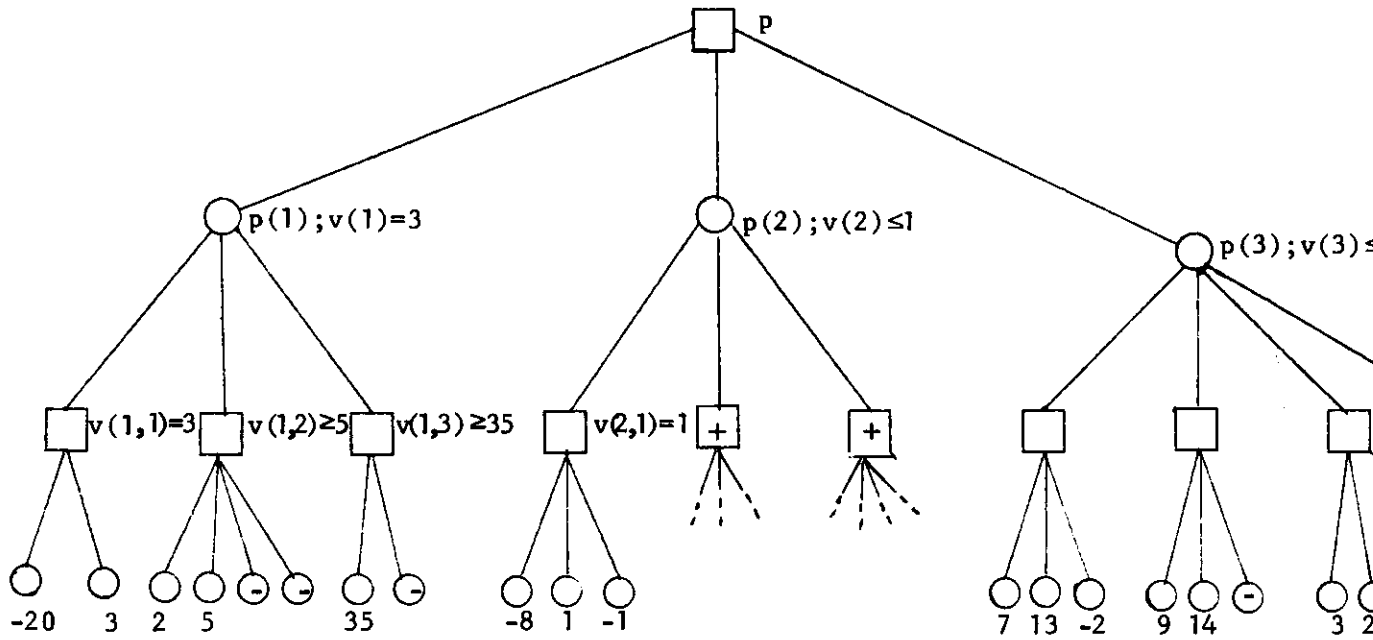 p
p(1);v(1)=3
p(2);v(2)≤1
p(3);v(3)≤
v(1,1)=3 v(1,2)≥5 v(1,3)≥35 v(2,1)=1 + +
- - - -
-20 3 2 5 35 -8 1 -1 7 13 -2 9 14 3 2